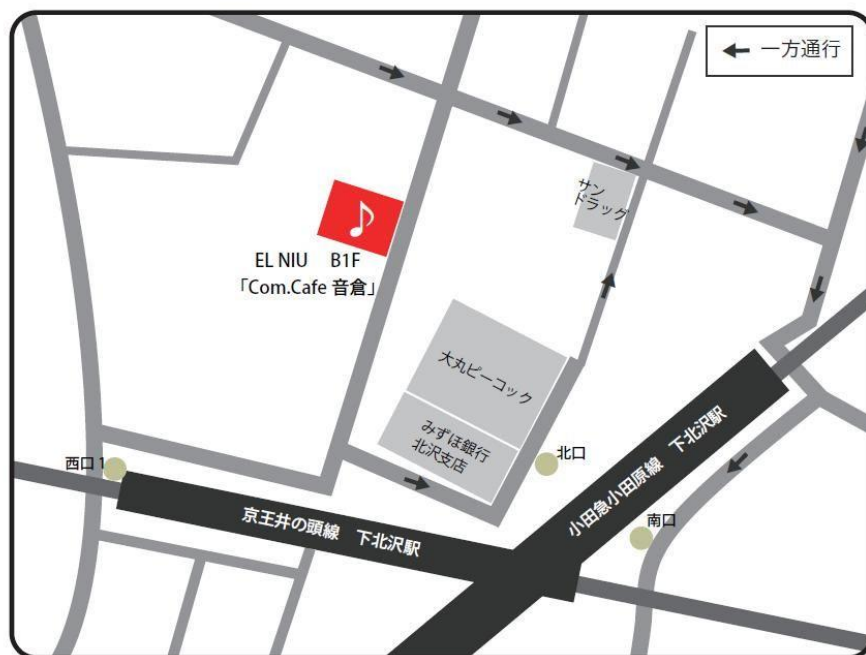 ← 一方通行
サン
ドラッグ
EL NIU B1F
「Com.Cafe 音倉」
大丸ピーコック
みずほ銀行
北沢支店
北口
西口 1
京王井の頭線 下北沢駅
小田急小田原線 下北沢駅
南口